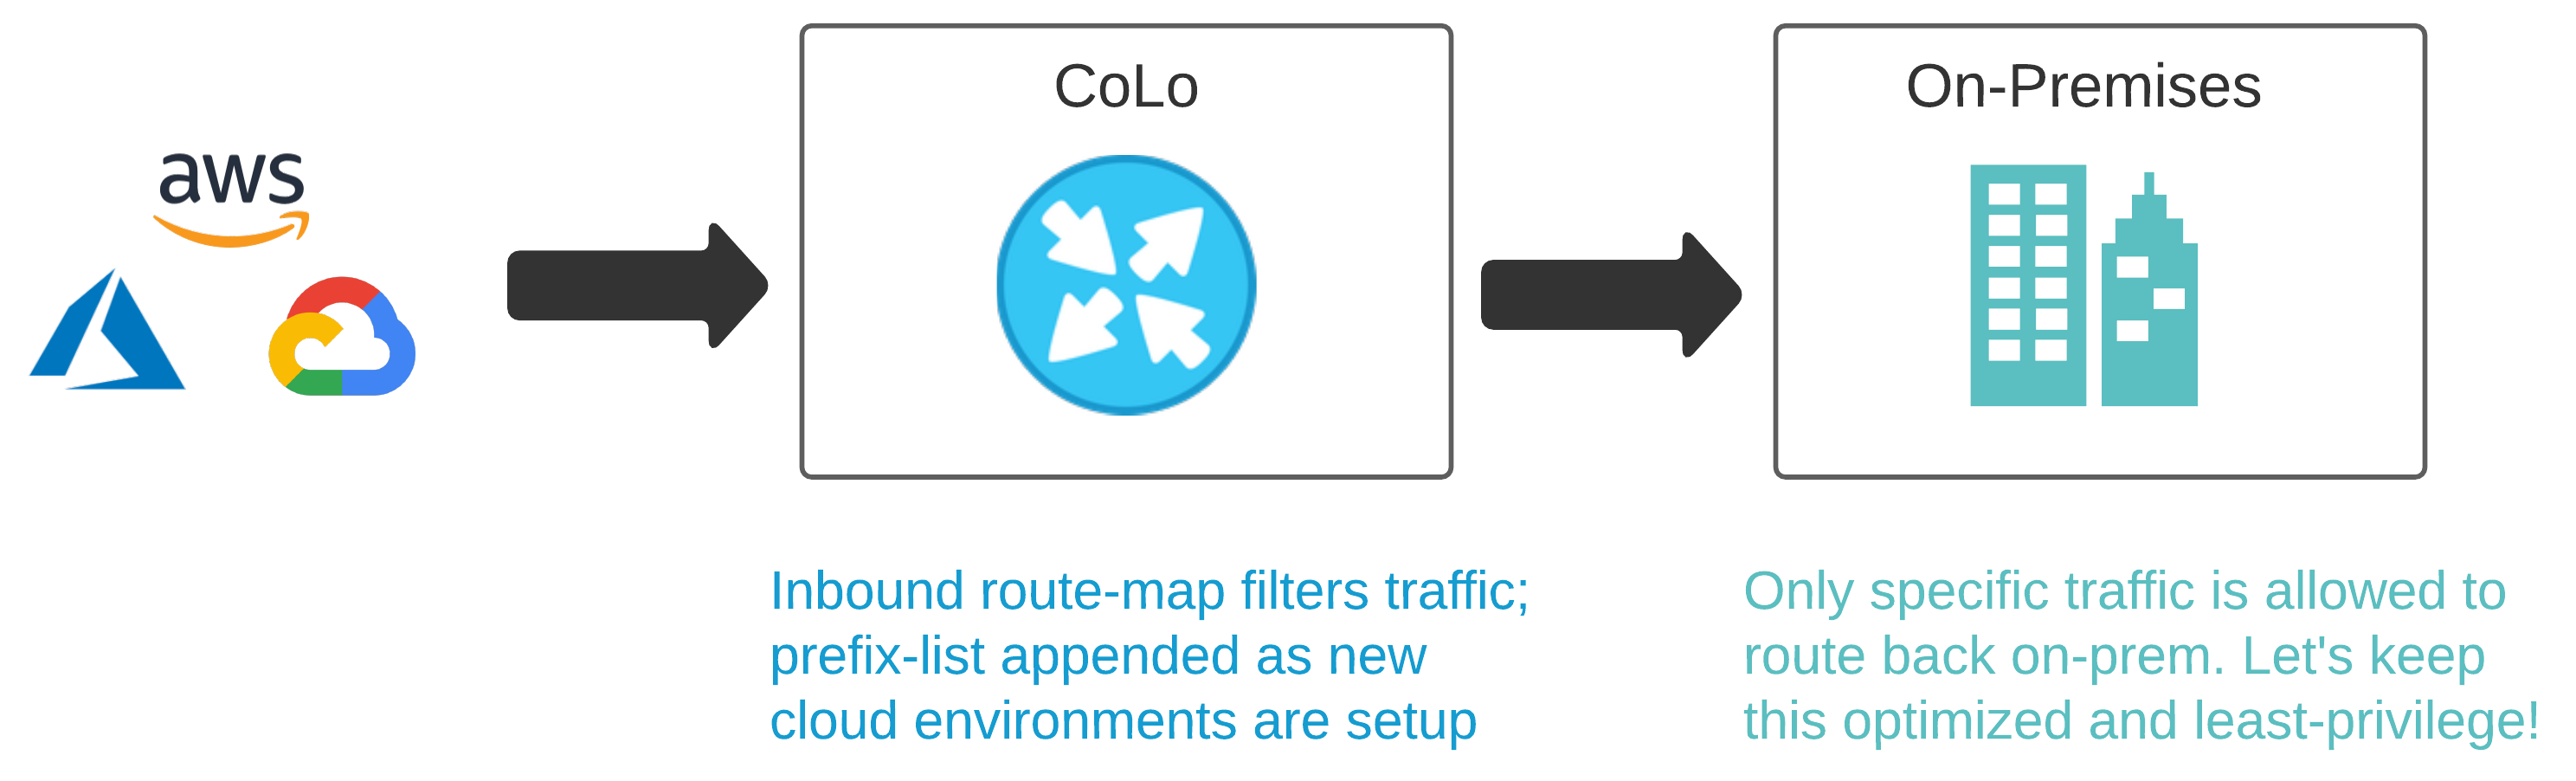 aws
CoLo
On-Premises
Inbound route-map filters traffic;
prefix-list appended as new
cloud environments are setup
Only specific traffic is allowed to
route back on-prem. Let's keep
this optimized and least-privilege!